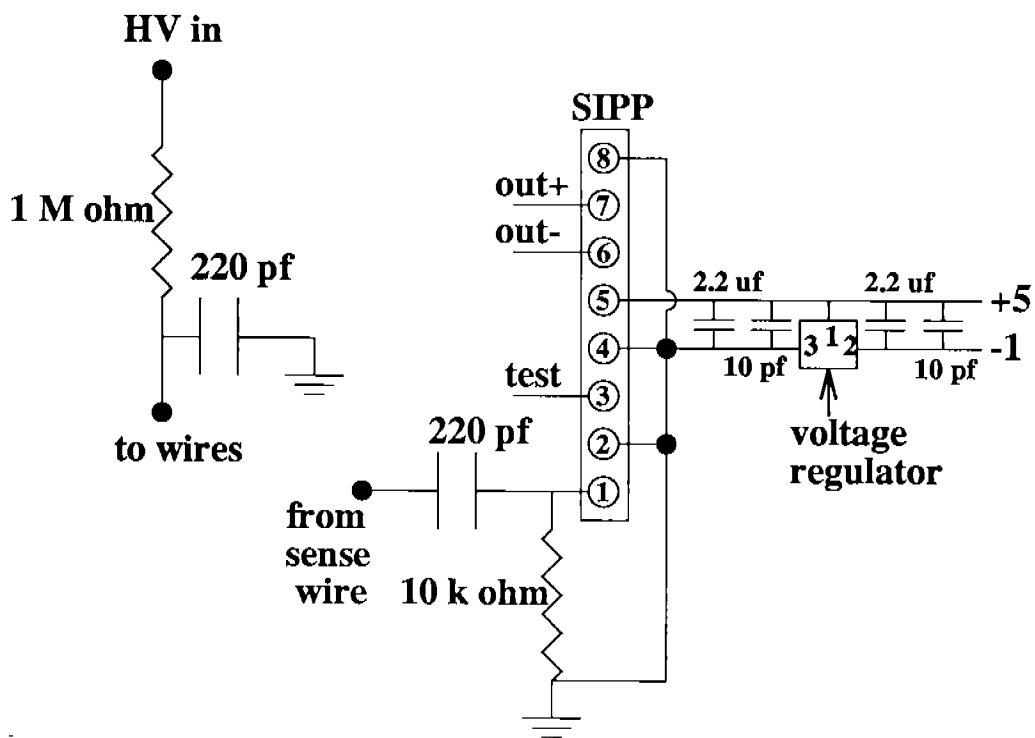 HV in
SIPP
8
out+
7
1 M ohm
out-
6
220 pf
2.2 uf
2.2 uf
5
+5
4
3 1 2
-1
10 pf
10 pf
test
3
220 pf
2
voltage
regulator
to wires
1
from
sense
wire
10 k ohm